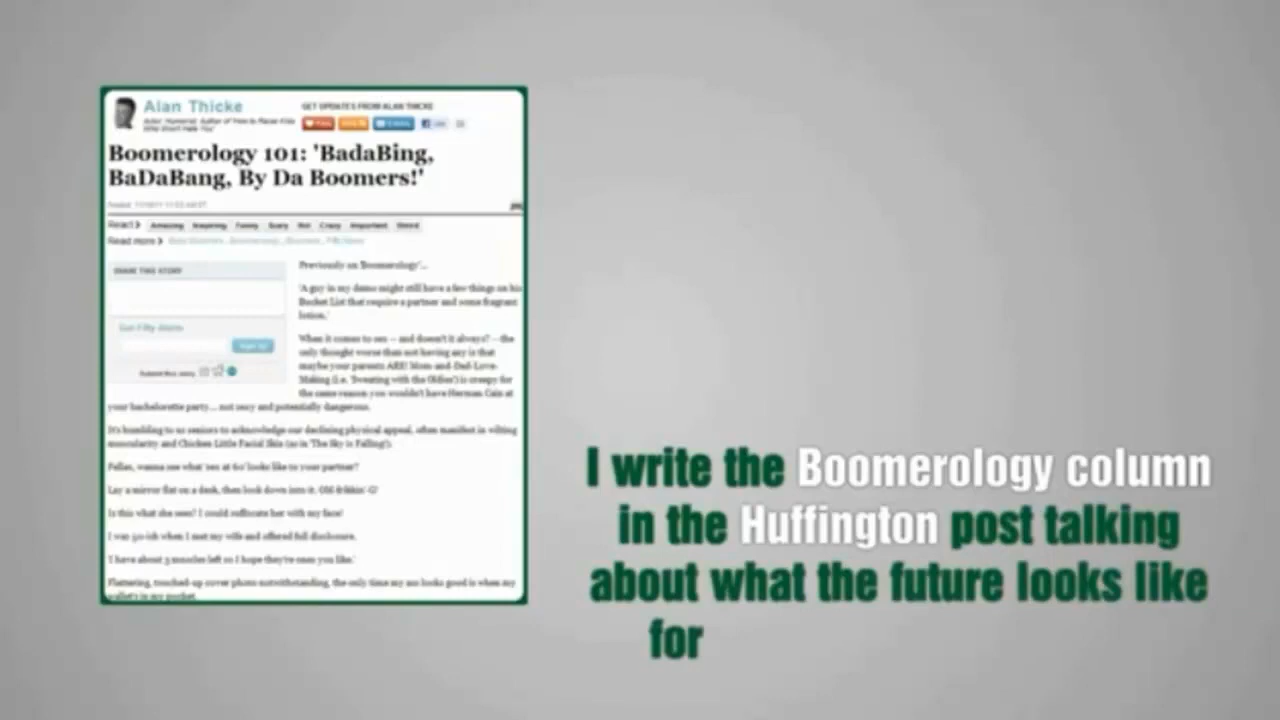 Alan Thicke
GET UPDATES FROM ALAN THICKE
Like
Boomerology 101: 'BadaBing,
BaDaBang, By Da Boomers!'
React
Amazing Inspiring Funny Scary Hot Crazy Important Weird
Read more
SHARE THIS STORY
Submit this story
Previously on 'Boomerology'...
'A guy in my demo might still have a few things on his
Bucket List that require a partner and some fragrant
lotion.'
When it comes to sex -- and doesn't it always? -- the
only thought worse than not having any is that
maybe your parents ARE! Mom-and-Dad-Love-
Making (i.e. 'Sweating with the Oldies') is creepy for
the same reason you wouldn't have Herman Cain at
your bachelorette party... not sexy and potentially dangerous.
It's humbling to us seniors to acknowledge our declining physical appeal, often manifest in wilting
muscularity and Chicken Little Facial Skin (as in 'The Sky is Falling!').
Fellas, wanna see what 'sex at 60' looks like to your partner?
Lay a mirror flat on a desk, then look down into it.
Is this what she sees? I could suffocate her with my face!
I was when I met my wife and offered full disclosure.
'I have about 3 muscles left so I hope they're ones you like.'
Flattering, touched-up cover photo notwithstanding, the only time my ass looks good is when my
wallet's in my pocket.
I write the Boomerology column
in the Huffington post talking
about what the future looks like
for